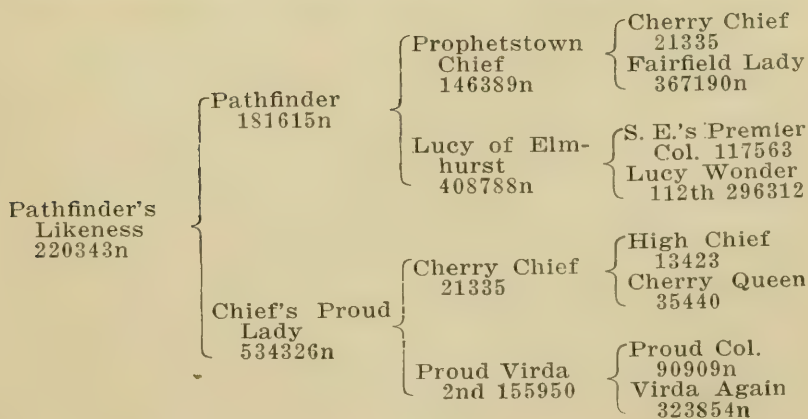 Pathfinder's
Likeness
220343n
Pathfinder
181615n
Chief's Proud
Lady
534326n
Prophetstown
Chief
146389n
Lucy of Elm-
hurst
408788n
Cherry Chief
21335
Proud Virda
2nd 155950
Cherry Chief
21335
Fairfield Lady
367190n
S. E.'s Premier
Col. 117563
Lucy Wonder
112th 296312
High Chief
13423
Cherry Queen
35440
Proud Col.
90909n
Virda Again
323854n